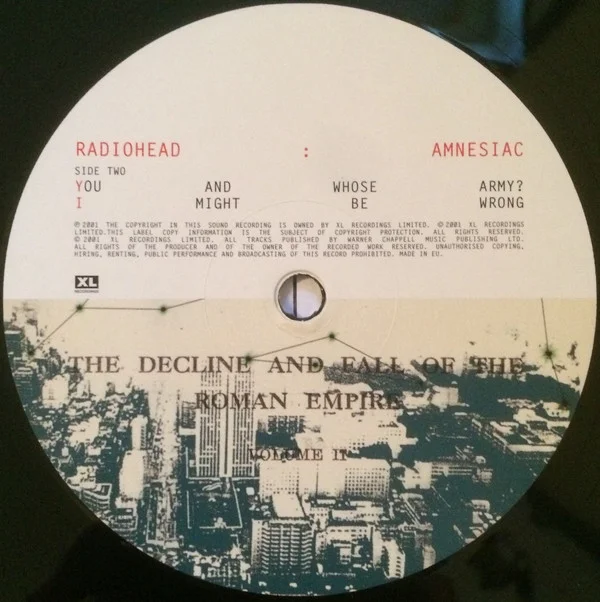 RADIOHEAD : AMNESIAC
SIDE TWO
YOU AND WHOSE ARMY?
I MIGHT BE WRONG
℗ 2001 THE COPYRIGHT IN THIS SOUND RECORDING IS OWNED BY XL RECORDINGS LIMITED. © 2001 XL RECORDINGS
LIMITED.THIS LABEL COPY INFORMATION IS THE SUBJECT OF COPYRIGHT PROTECTION. ALL RIGHTS RESERVED.
© 2001 XL RECORDINGS LIMITED. ALL TRACKS PUBLISHED BY WARNER CHAPPELL MUSIC PUBLISHING LTD.
ALL RIGHTS OF THE PRODUCER AND OF THE OWNER OF THE RECORDED WORK RESERVED. UNAUTHORISED COPYING,
HIRING, RENTING, PUBLIC PERFORMANCE AND BROADCASTING OF THIS RECORD PROHIBITED. MADE IN EU.
XL
RECORDINGS
THE DECLINE AND FALL OF THE
ROMAN EMPIRE
VOLUME II